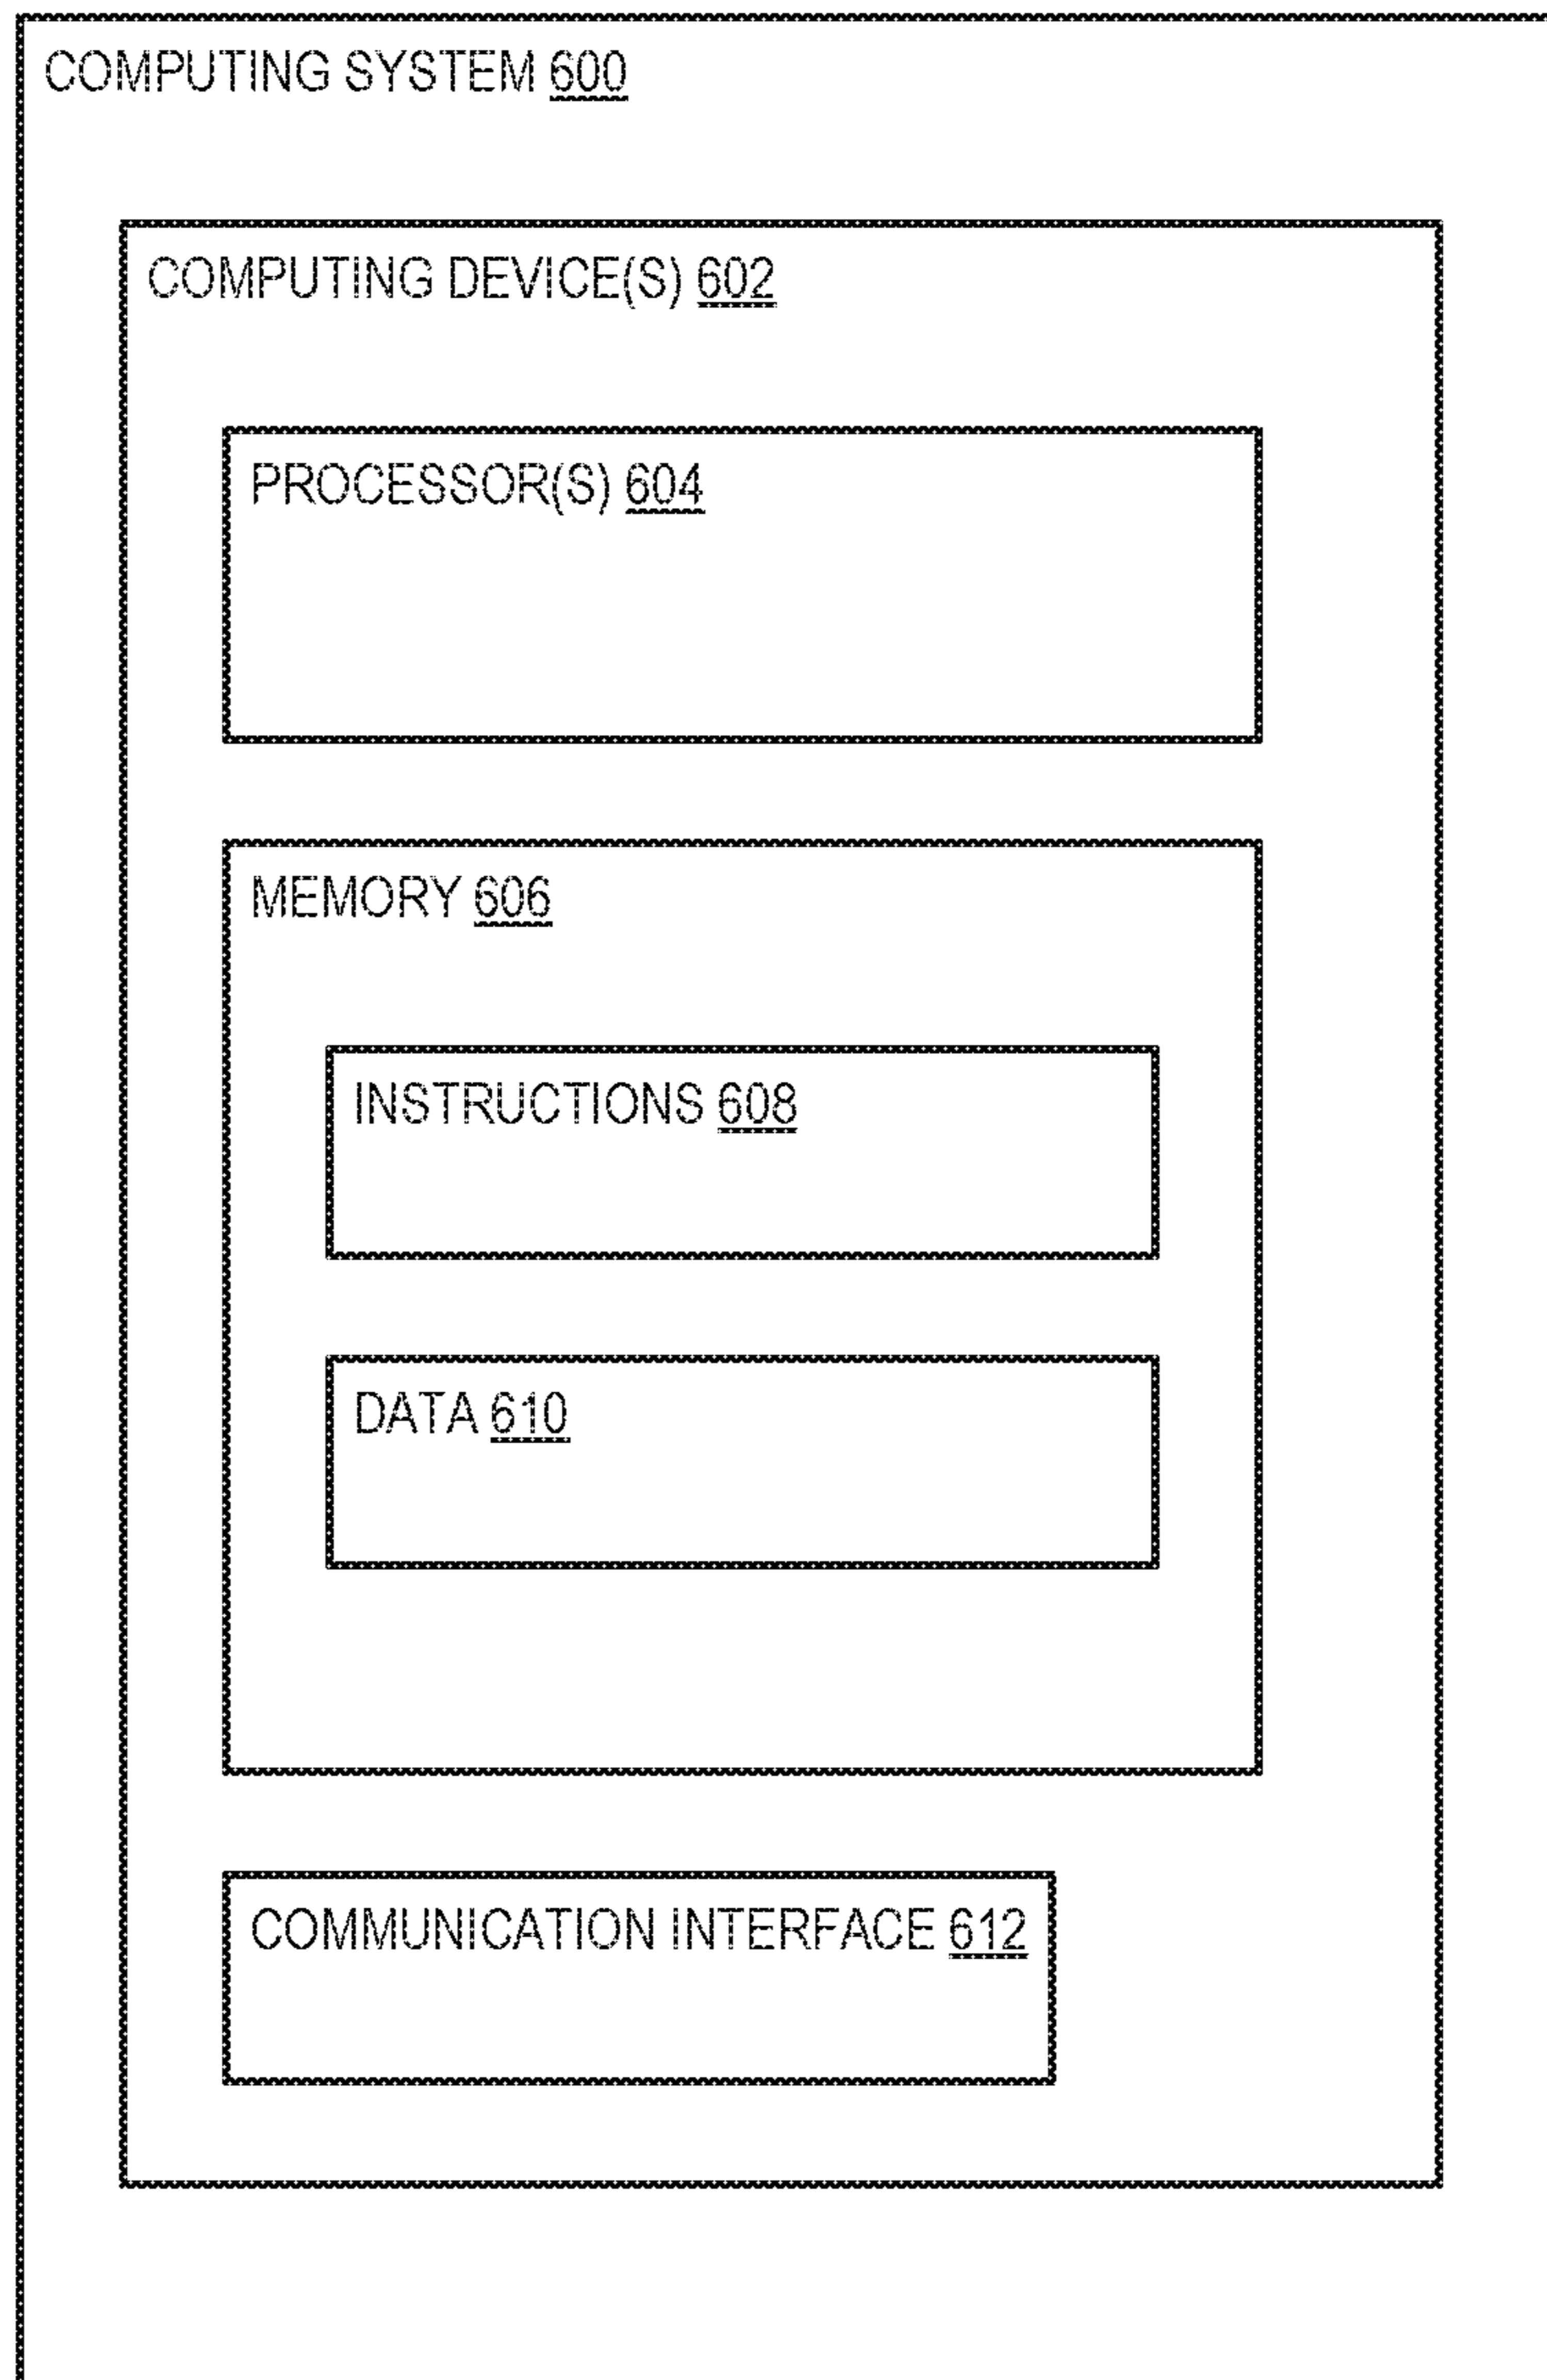 COMPUTING SYSTEM 600
COMPUTING DEVICE(S) 602
PROCESSOR(S) 604
MEMORY 606
INSTRUCTIONS 608
DATA 610
COMMUNICATION INTERFACE 612